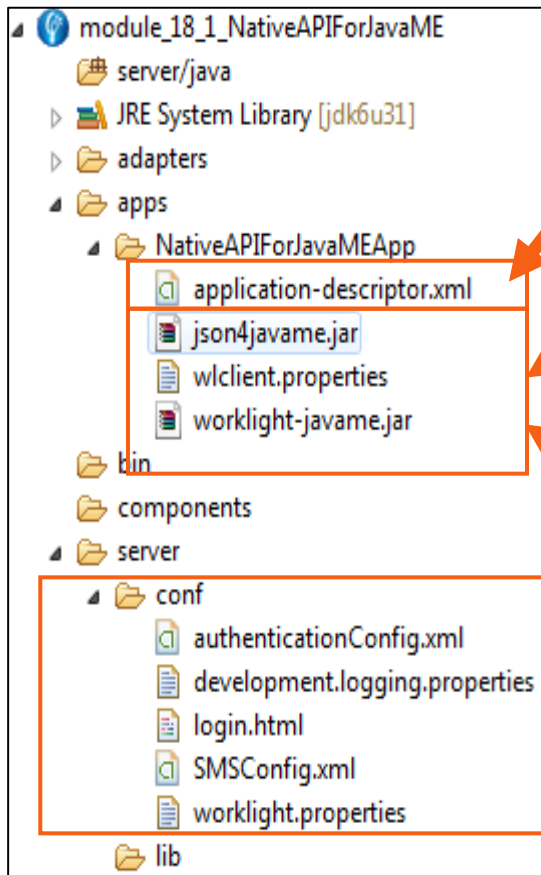 module_18_1_NativeAPIForJavaME
server/java
JRE System Library [jdk6u31]
adapters
apps
NativeAPIForJavaMEApp
application-descriptor.xml
json4javame.jar
wlclient.properties
worklight-javame.jar
bin
components
server
conf
authenticationConfig.xml
development.logging.properties
login.html
SMSConfig.xml
worklight.properties
lib